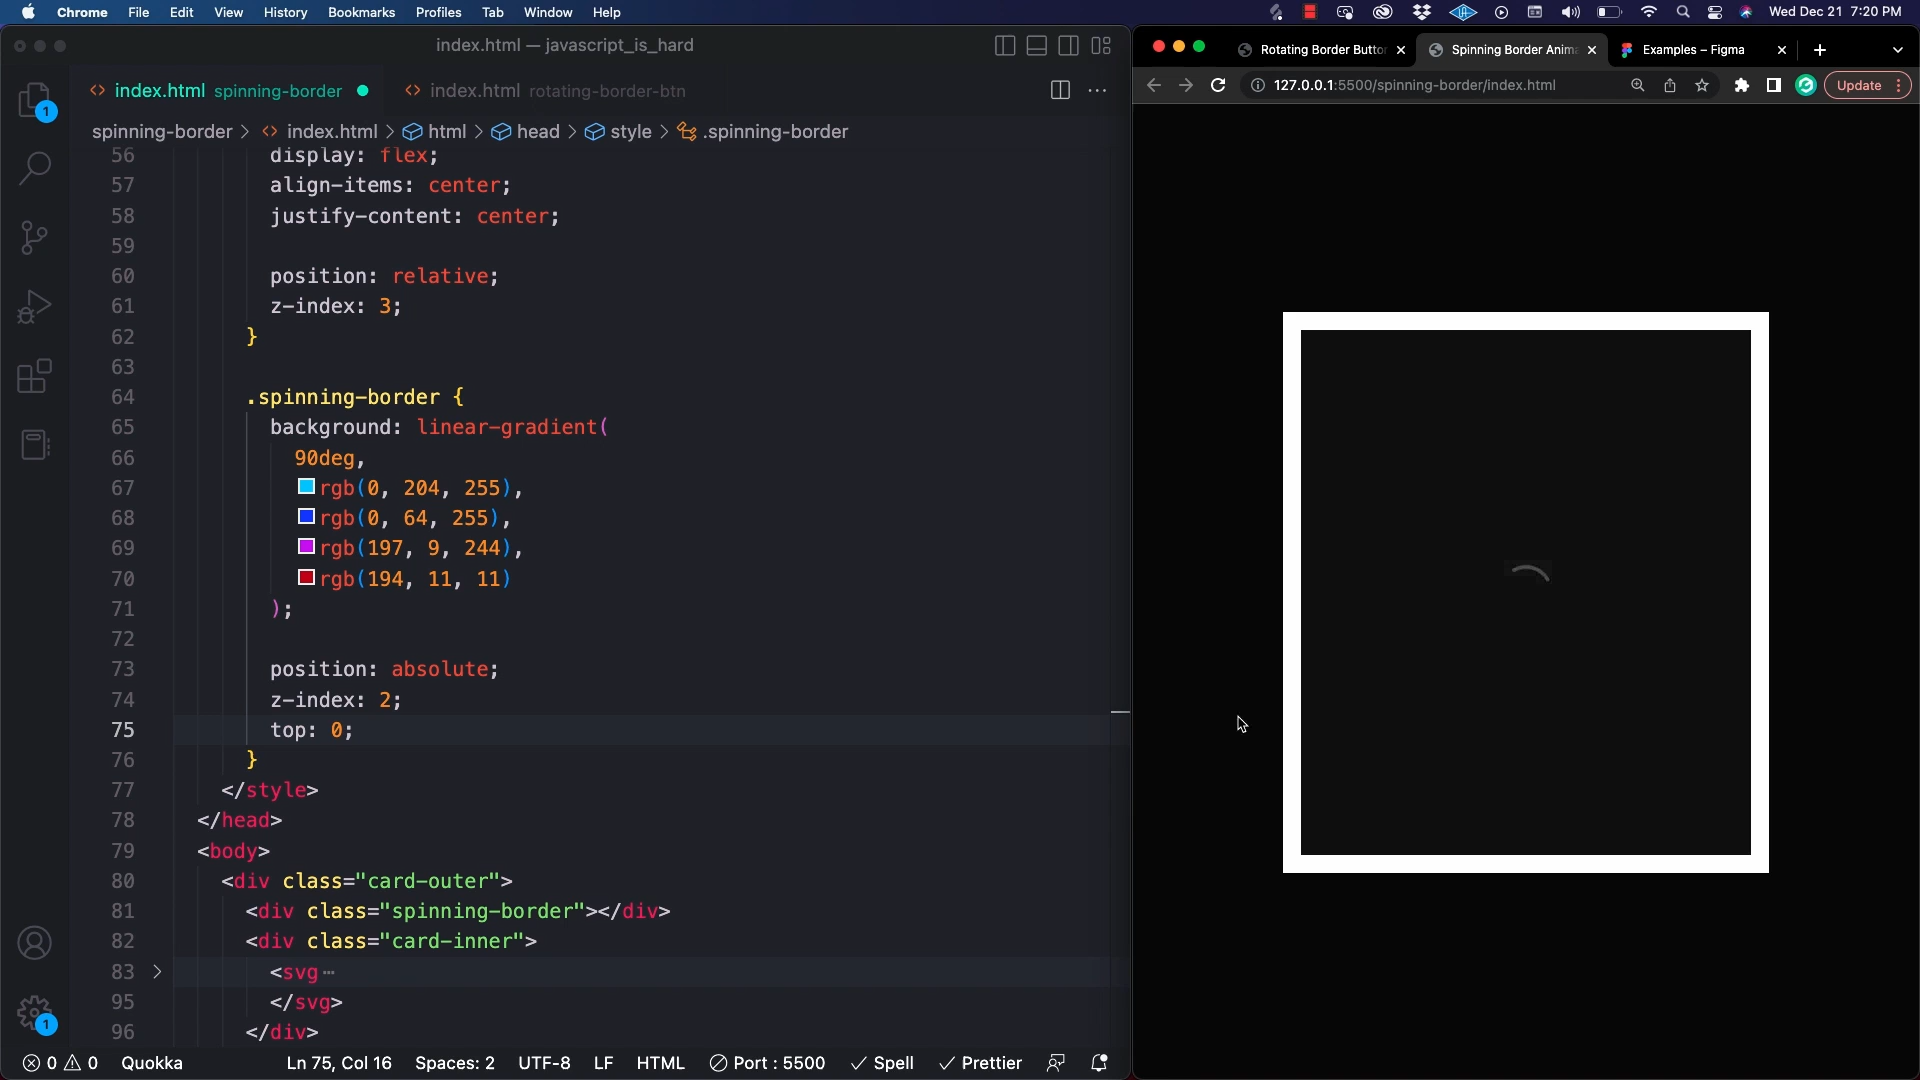 Chrome File Edit View History Bookmarks Profiles Tab Window Help Wed Dec 21 7:20 PM
index.html — javascript_is_hard
Rotating Border Butto Spinning Border Anima Examples – Figma
index.html spinning-border index.html rotating-border-btn
127.0.0.1:5500/spinning-border/index.html Update
spinning-border > index.html > html > head > style > .spinning-border
56 display: flex;
57 align-items: center;
58 justify-content: center;
59
60 position: relative;
61 z-index: 3;
62 }
63
64 .spinning-border {
65 background: linear-gradient(
66 90deg,
67 rgb(0, 204, 255),
68 rgb(0, 64, 255),
69 rgb(197, 9, 244),
70 rgb(194, 11, 11)
71 );
72
73 position: absolute;
74 z-index: 2;
75 top: 0;
76 }
77 </style>
78 </head>
79 <body>
80 <div class="card-outer">
81 <div class="spinning-border"></div>
82 <div class="card-inner">
83 <svg⋯
95 </svg>
96 </div>
1
1
0 0 Quokka Ln 75, Col 16 Spaces: 2 UTF-8 LF HTML Port : 5500 Spell Prettier